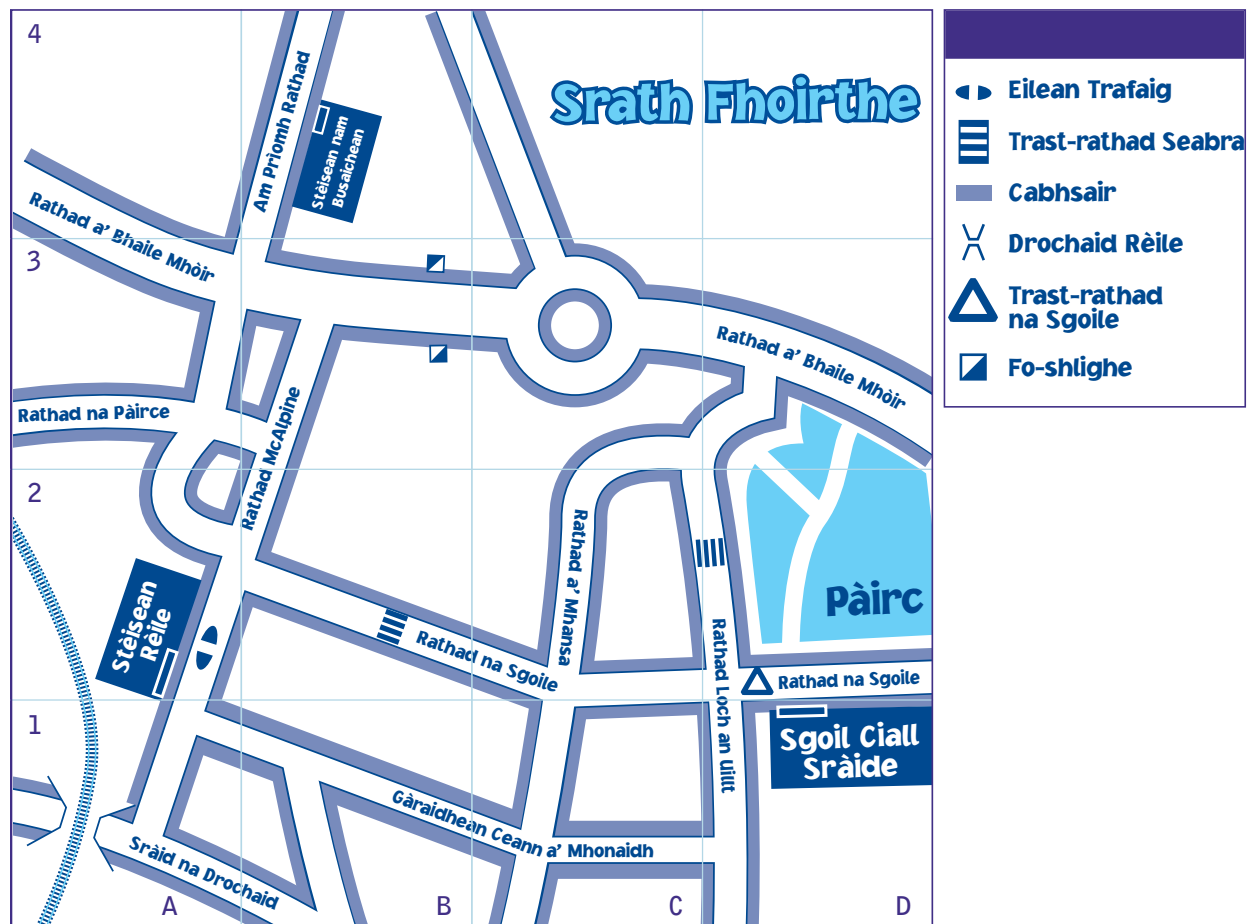 4
Srath Fhoirthe
Am Prìomh Rathad
Stèisean nam
Busaichean
Rathad a' Bhaile Mhòir
3
Rathad a' Bhaile Mhòir
Rathad na Pàirce
Rathad McAlpine
2
Rathad a' Mhansa
Pàirc
Stèisean
Rèile
Rathad na Sgoile
Rathad Loch an Uillt
Rathad na Sgoile
1
Sgoil Ciall
Sràide
Gàraidhean Ceann a' Mhonaidh
Sràid na Drochaid
A
B
C
D
Eilean Trafaig
Trast-rathad Seabra
Cabhsair
Drochaid Rèile
Trast-rathad
na Sgoile
Fo-shlighe